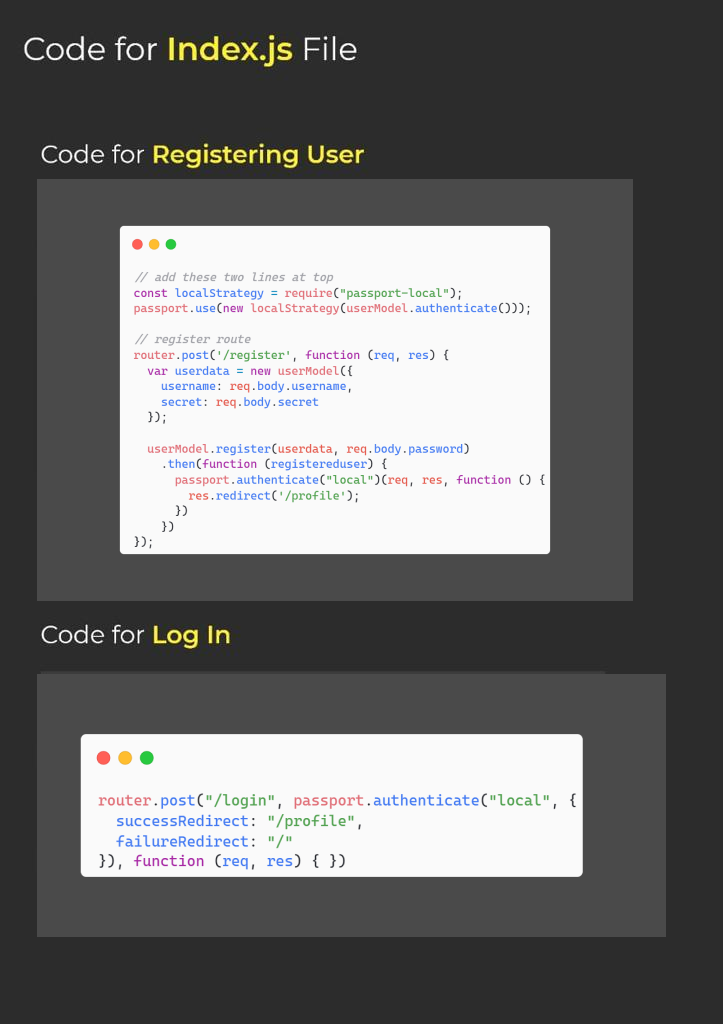 Code for Index.js File
Code for Registering User
// add these two lines at top
const localStrategy = require("passport-local");
passport.use(new localStrategy(userModel.authenticate()));
// register route
router.post('/register', function (req, res) {
  var userdata = new userModel({
    username: req.body.username,
    secret: req.body.secret
  });
  userModel.register(userdata, req.body.password)
    .then(function (registereduser) {
      passport.authenticate("local")(req, res, function () {
        res.redirect('/profile');
      })
    })
});
Code for Log In
router.post("/login", passport.authenticate("local", {
  successRedirect: "/profile",
  failureRedirect: "/"
}), function (req, res) { })